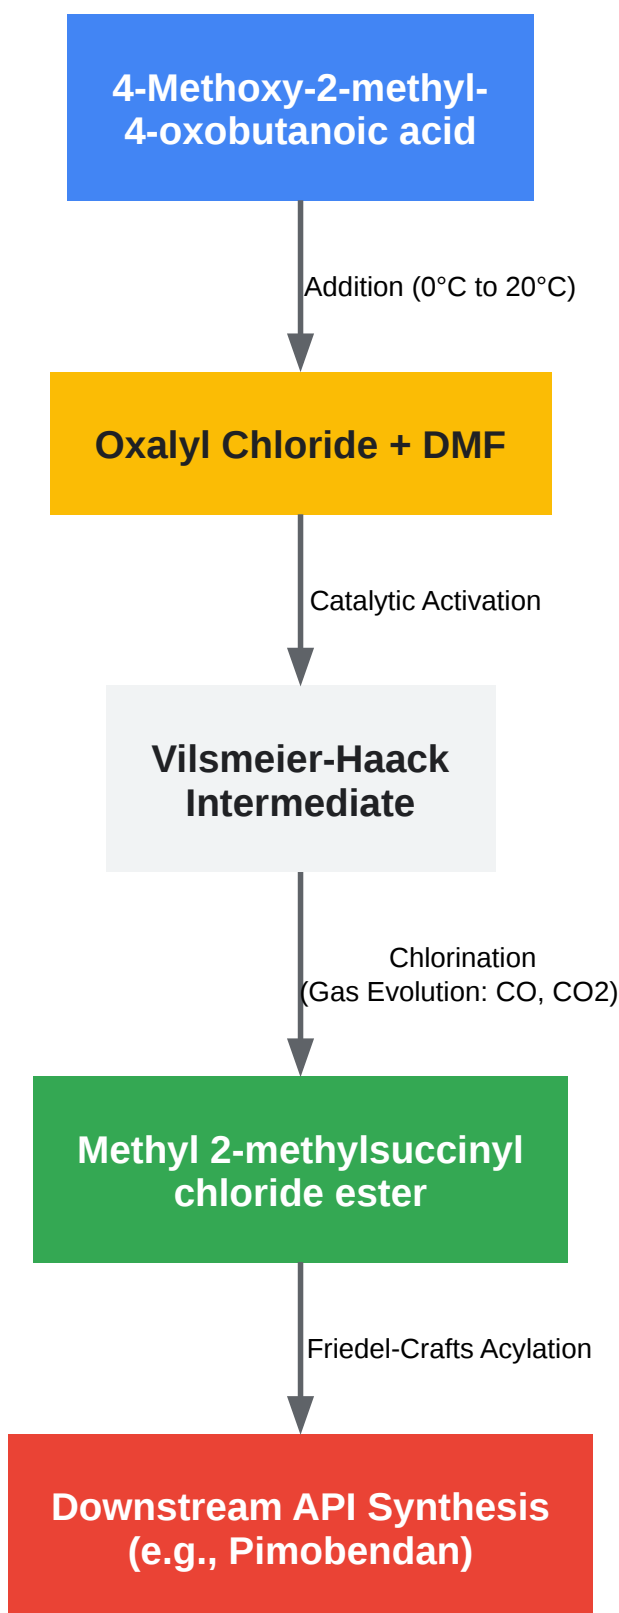 4-Methoxy-2-methyl-
4-oxobutanoic acid
Addition (0°C to 20°C)
Oxalyl Chloride + DMF
Catalytic Activation
Vilsmeier-Haack
Intermediate
Chlorination
(Gas Evolution: CO, CO2)
Methyl 2-methylsuccinyl
chloride ester
Friedel-Crafts Acylation
Downstream API Synthesis
(e.g., Pimobendan)